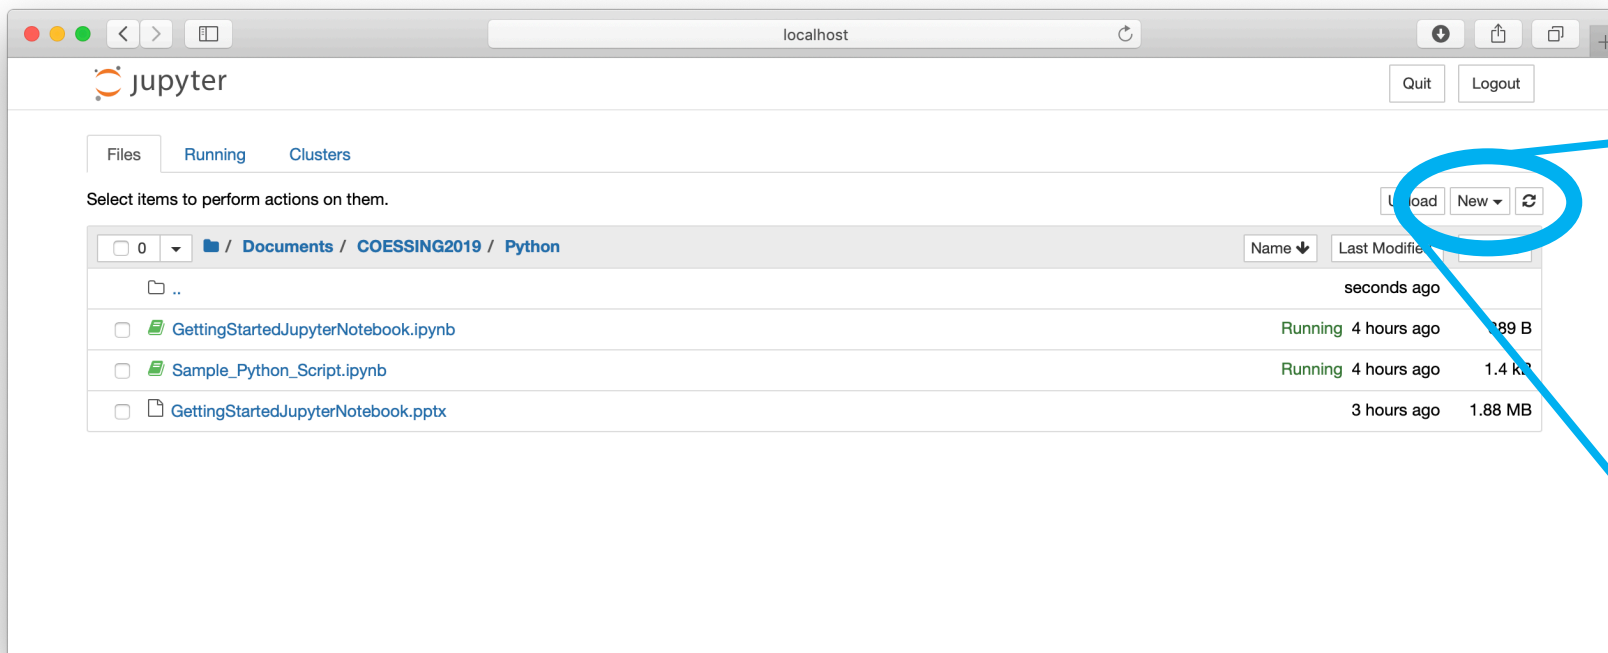 localhost
jupyter
Quit Logout
Files Running Clusters
Select items to perform actions on them.
New
0 / Documents / COESSING2019 / Python Name Last
..
seconds ago
GettingStartedJupyterNotebook.ipynb Running 4 hours ago B
Sample_Python_Script.ipynb Running 4 hours ago 1.4
GettingStartedJupyterNotebook.pptx 3 hours ago 1.88 MB